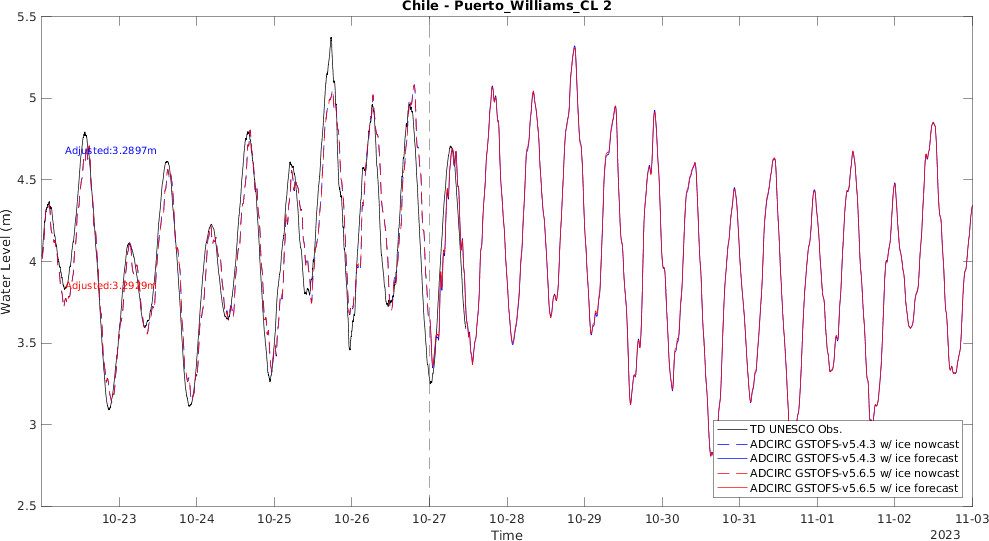 Chile - Puerto_Williams_CL 2
5.5
5
4.5
4
3.5
3
2.5
Water Level (m)
Adjusted:3.2897m
Adjusted:3.2929m
TD UNESCO Obs.
ADCIRC GSTOFS-v5.4.3 w/ ice nowcast
ADCIRC GSTOFS-v5.4.3 w/ ice forecast
ADCIRC GSTOFS-v5.6.5 w/ ice nowcast
ADCIRC GSTOFS-v5.6.5 w/ ice forecast
10-23 10-24 10-25 10-26 10-27 10-28 10-29 10-30 10-31 11-01 11-02 11-03
Time
2023